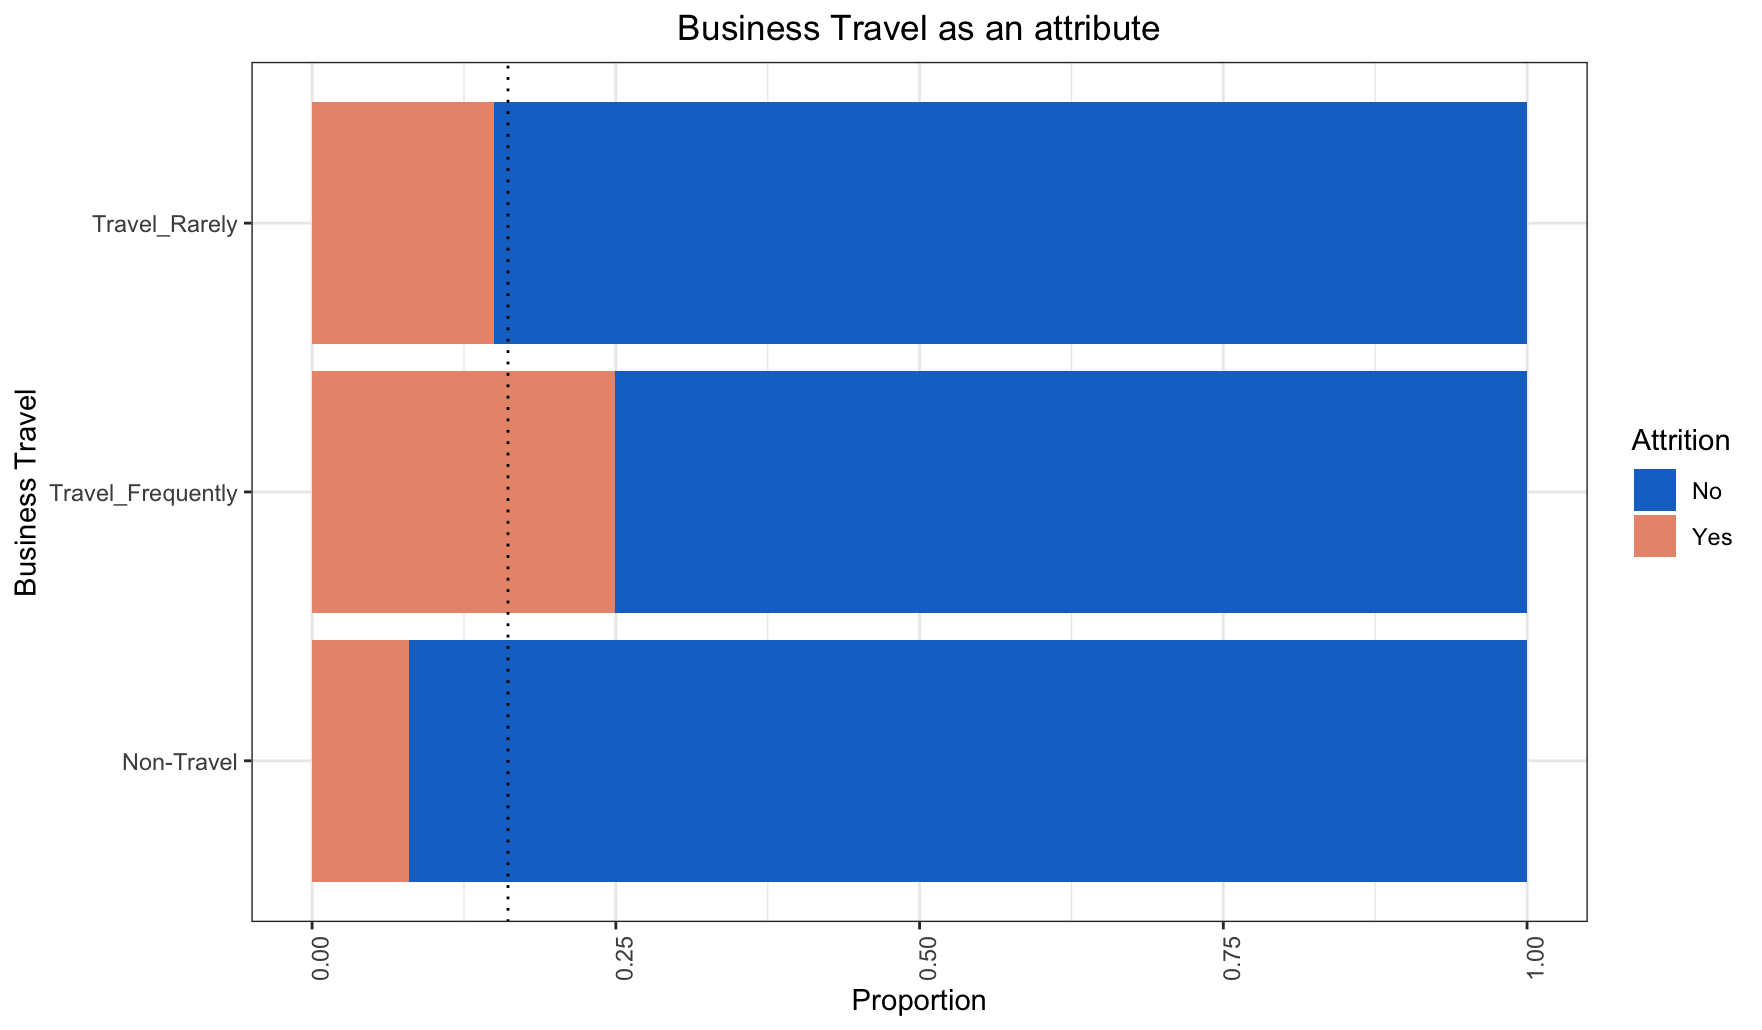 Business Travel as an attribute
Business Travel
Travel_Rarely
Travel_Frequently
Non-Travel
0.00
0.25
0.50
0.75
1.00
Proportion
Attrition
No
Yes